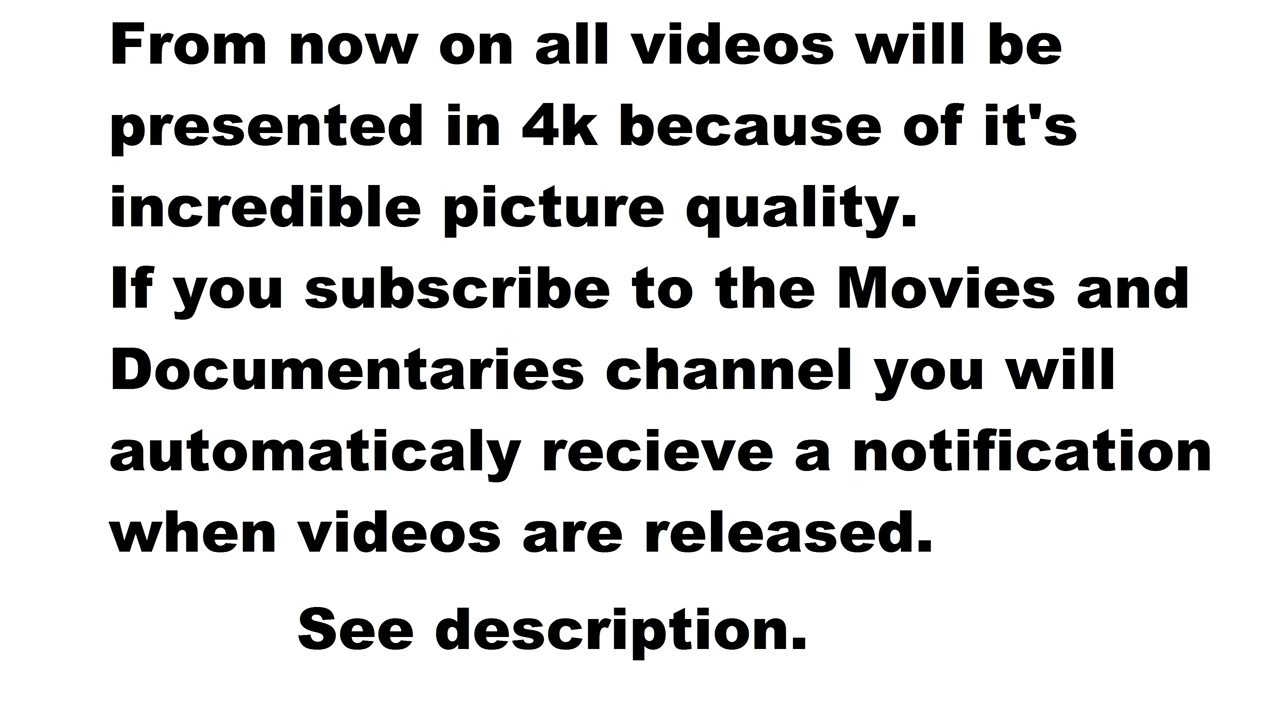 From now on all videos will be
presented in 4k because of it's
incredible picture quality.
If you subscribe to the Movies and
Documentaries channel you will
automaticaly recieve a notification
when videos are released.
See description.